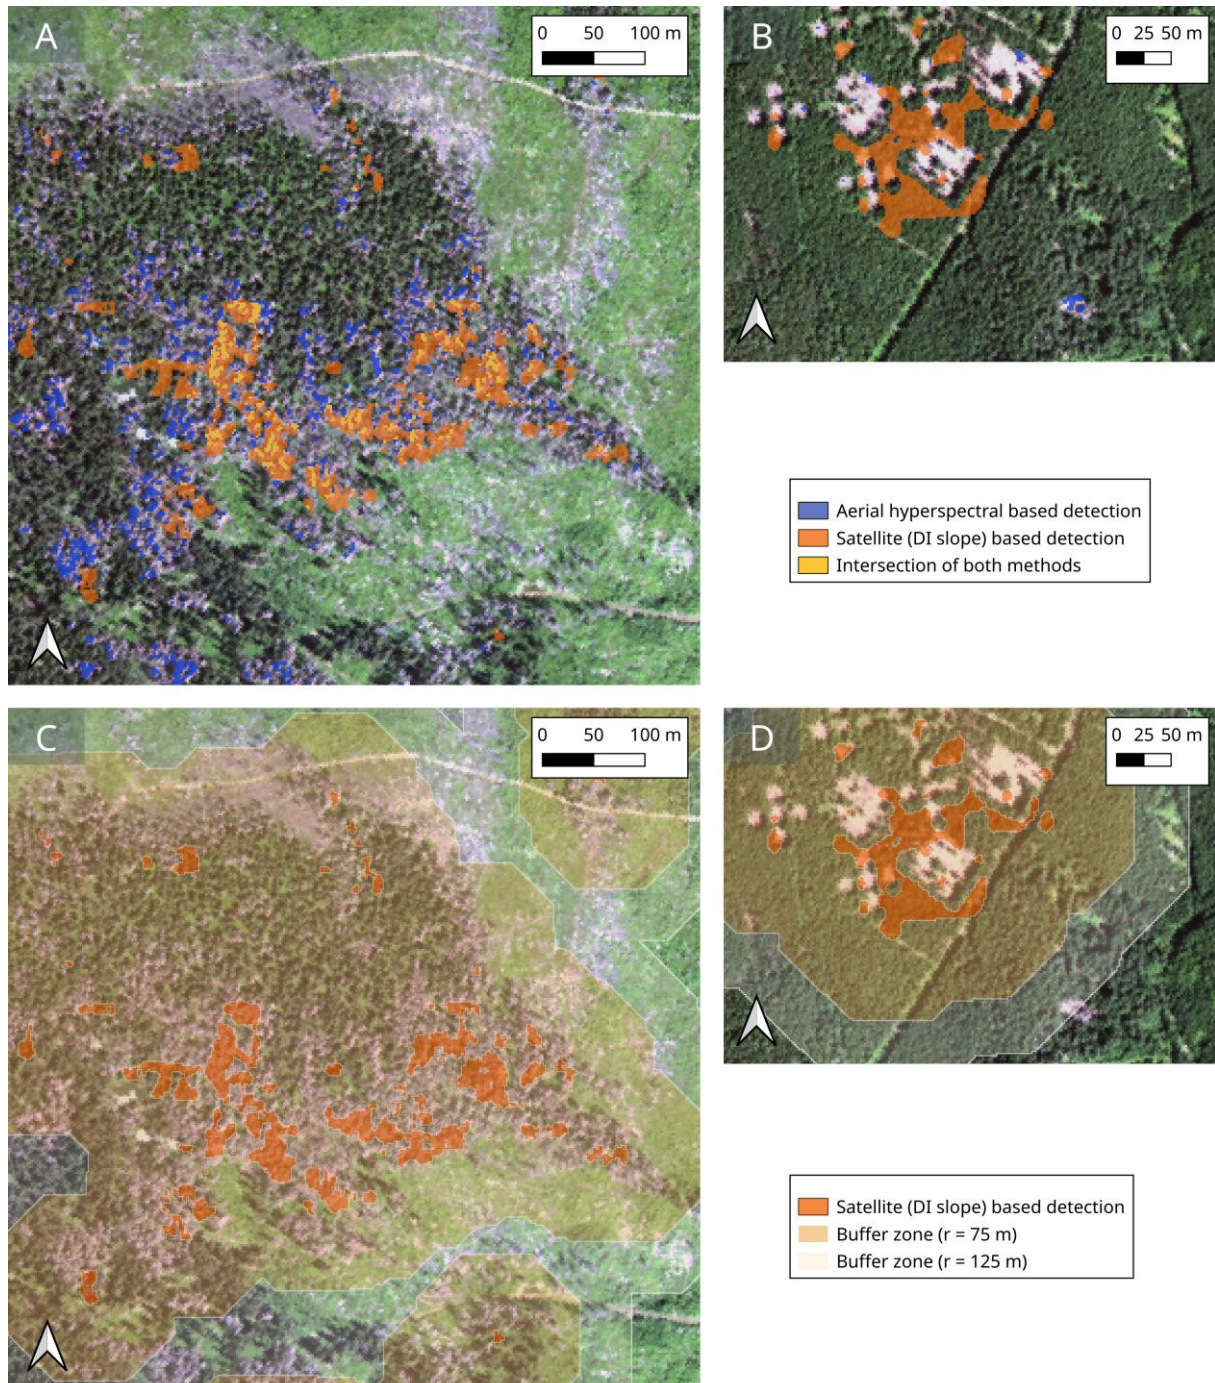 A
0 50 100 m
B
0 25 50 m
Aerial hyperspectral based detection
Satellite (DI slope) based detection
Intersection of both methods
C
0 50 100 m
D
0 25 50 m
Satellite (DI slope) based detection
Buffer zone (r = 75 m)
Buffer zone (r = 125 m)